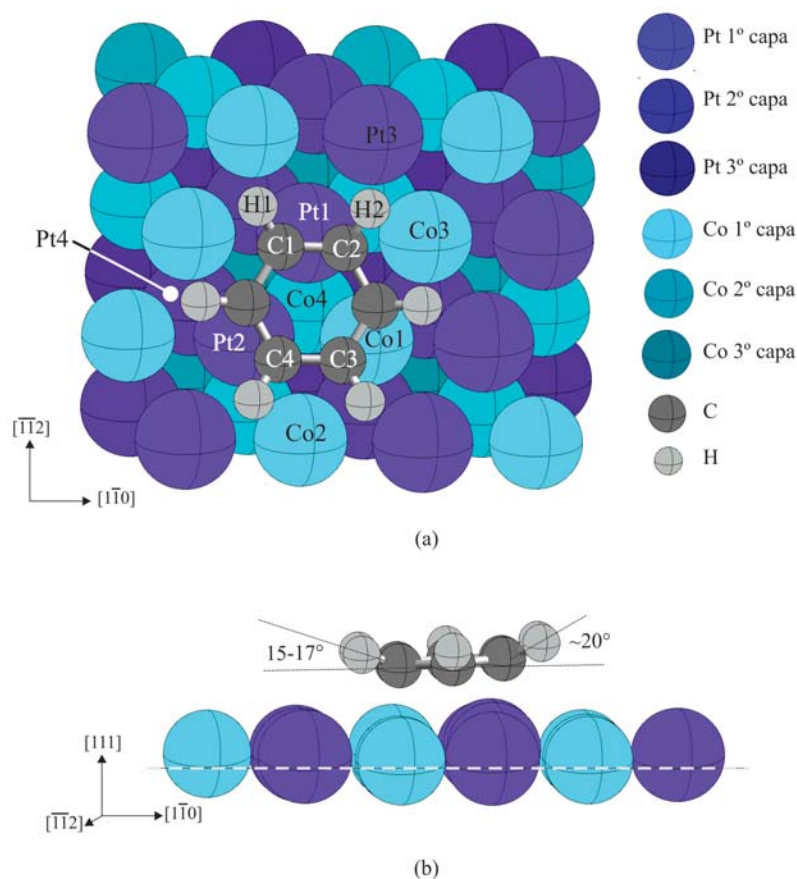 Pt 1º capa
Pt 2º capa
Pt 3º capa
Co 1º capa
Co 2º capa
Co 3º capa
C
H
Pt3
H1
Pt1
H2
Co3
Pt4
C1
C2
Co4
Pt2
Co1
C4
C3
Co2
[1̅1̅2]
[11̅0]
(a)
15-17°
~20°
[111]
[1̅1̅2]
[11̅0]
(b)